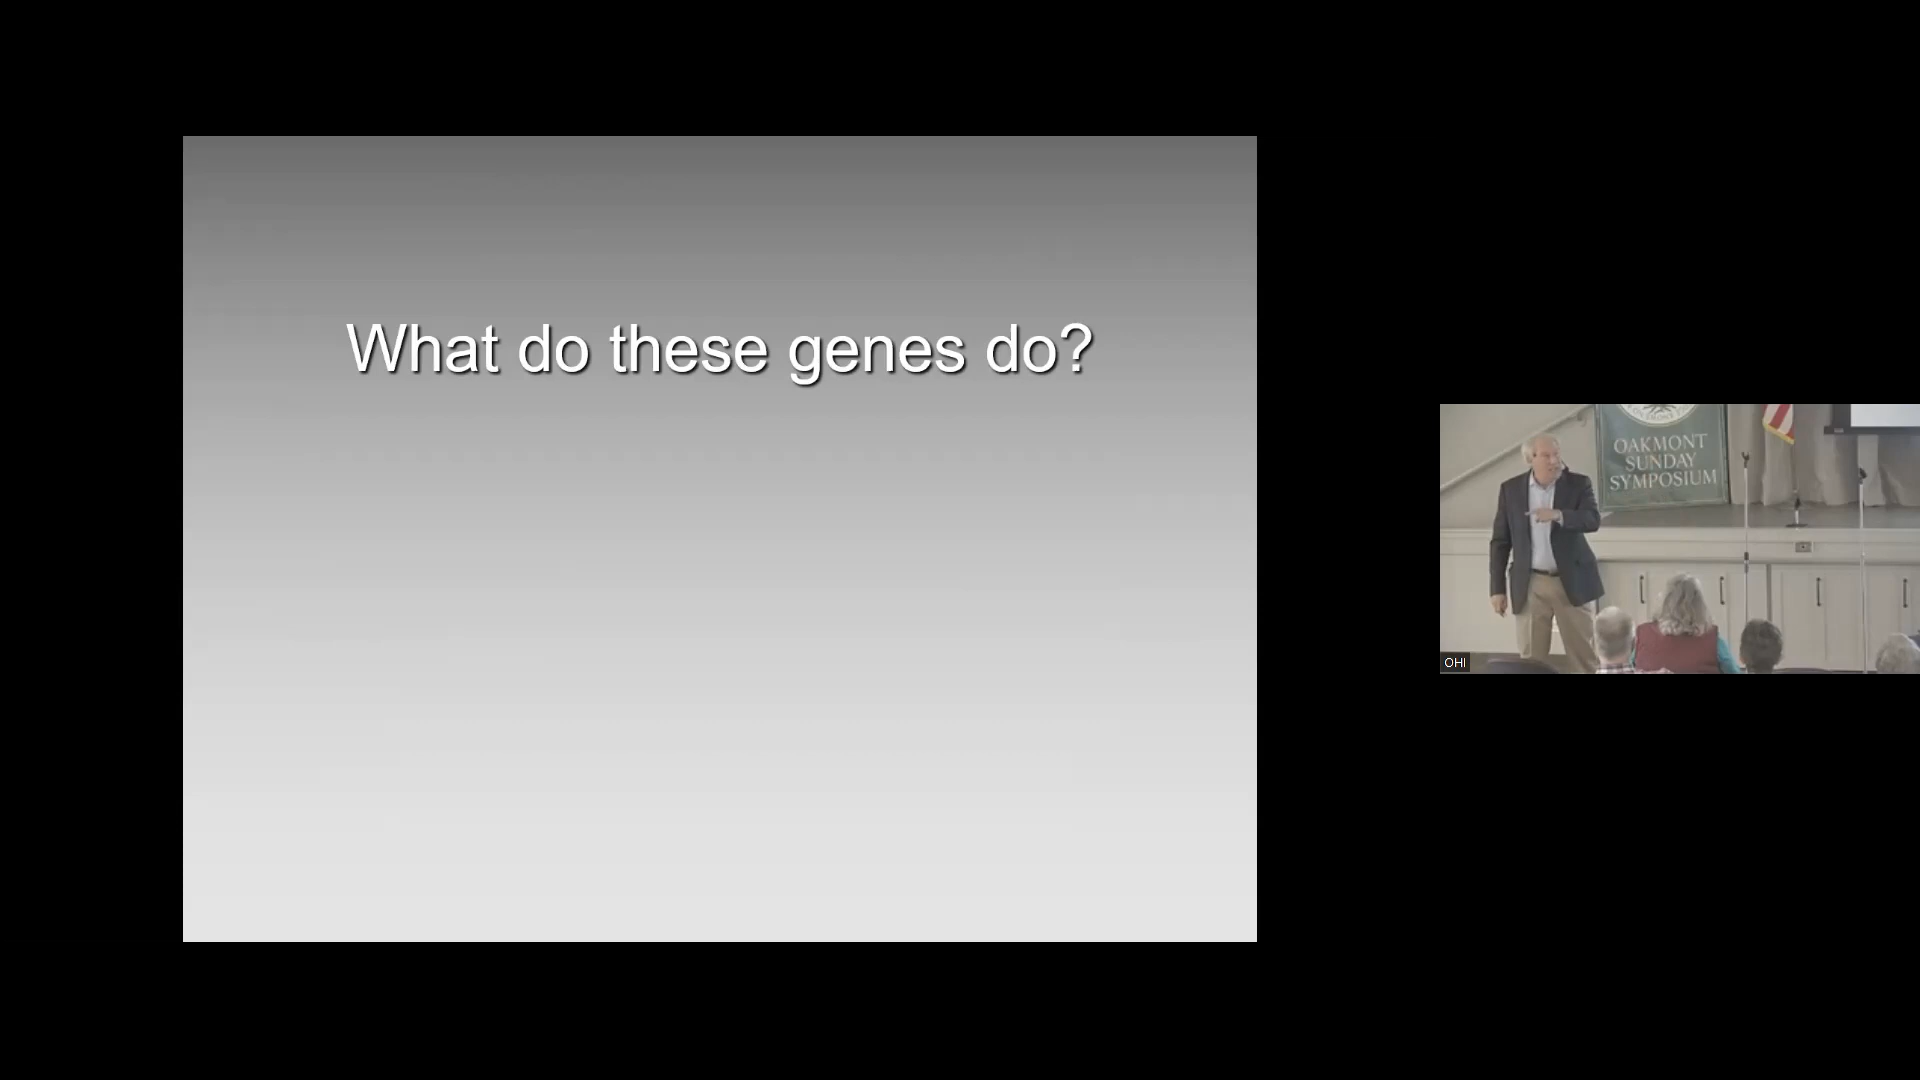 What do these genes do?
OAKMONT
SUNDAY
SYMPOSIUM
OHI